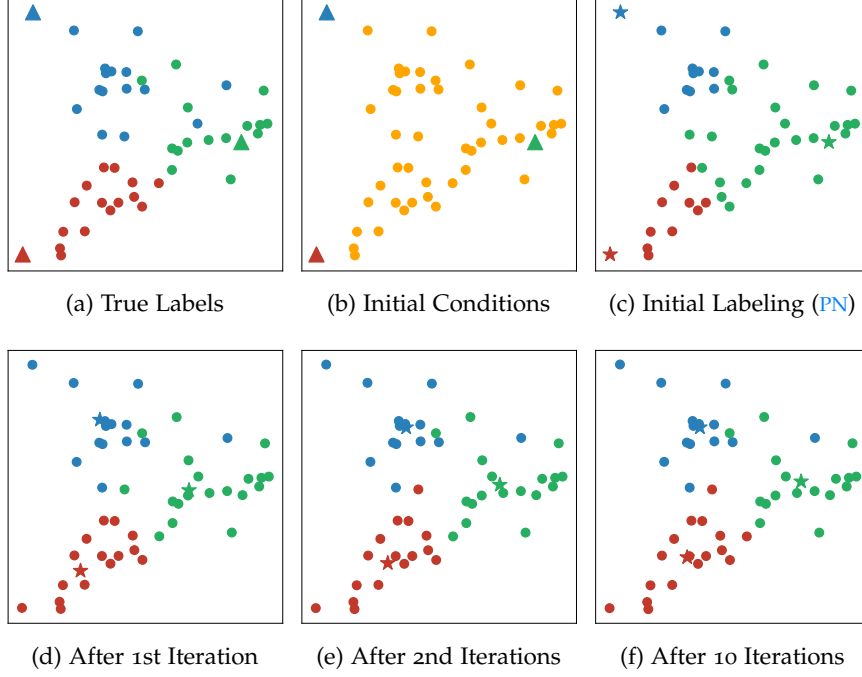 (a) True Labels
(b) Initial Conditions
(c) Initial Labeling (PN)
(d) After 1st Iteration
(e) After 2nd Iterations
(f) After 10 Iterations